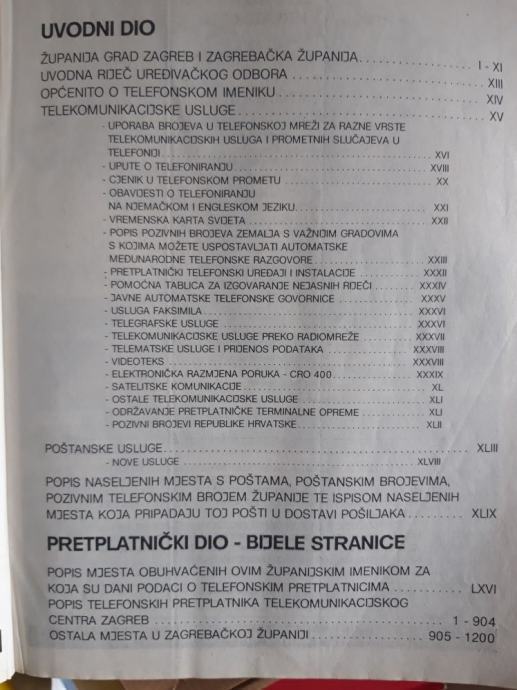 UVODNI DIO
ŽUPANIJA GRAD ZAGREB I ZAGREBAČKA ŽUPANIJA . . . . . . . . . . . . . . . . I - XI
UVODNA RIJEČ UREĐIVAČKOG ODBORA . . . . . . . . . . . . . . . . . . . . . . . . XIII
OPĆENITO O TELEFONSKOM IMENIKU . . . . . . . . . . . . . . . . . . . . . . . . . XIV
TELEKOMUNIKACIJSKE USLUGE . . . . . . . . . . . . . . . . . . . . . . . . . . . . . . XV
- UPORABA BROJEVA U TELEFONSKOJ MREŽI ZA RAZNE VRSTE
TELEKOMUNIKACIJSKIH USLUGA I PROMETNIH SLUČAJEVA U
TELEFONIJI . . . . . . . . . . . . . . . . . . . . . . . . . . . . . . XVI
- UPUTE O TELEFONIRANJU . . . . . . . . . . . . . . . . . . . . . XVIII
- CJENIK U TELEFONSKOM PROMETU . . . . . . . . . . . . . . . . XX
- OBAVIJESTI O TELEFONIRANJU
NA NJEMAČKOM I ENGLESKOM JEZIKU. . . . . . . . . . . . . . . XXI
- VREMENSKA KARTA SVIJETA . . . . . . . . . . . . . . . . . . . . XXII
- POPIS POZIVNIH BROJEVA ZEMALJA S VAŽNIJIM GRADOVIMA
S KOJIMA MOŽETE USPOSTAVLJATI AUTOMATSKE
MEĐUNARODNE TELEFONSKE RAZGOVORE . . . . . . . . . . . . XXIII
- PRETPLATNIČKI TELEFONSKI UREĐAJI I INSTALACIJE . . . . . . . XXXII
- POMOĆNA TABLICA ZA IZGOVARANJE NEJASNIH RIJEČI . . . . . XXXIV
- JAVNE AUTOMATSKE TELEFONSKE GOVORNICE . . . . . . . . . XXXV
- USLUGA FAKSIMILA . . . . . . . . . . . . . . . . . . . . . . . . XXXVI
- TELEGRAFSKE USLUGE . . . . . . . . . . . . . . . . . . . . . . XXXVI
- TELEKOMUNIKACIJSKE USLUGE PREKO RADIOMREŽE . . . . . . . XXXVII
- TELEMATSKE USLUGE I PRIJENOS PODATAKA . . . . . . . . . . XXXVIII
- VIDEOTEKS . . . . . . . . . . . . . . . . . . . . . . . . . . . . XXXVIII
- ELEKTRONIČKA RAZMJENA PORUKA - CRO 400. . . . . . . . . . . XXXIX
- SATELITSKE KOMUNIKACIJE . . . . . . . . . . . . . . . . . . . . XL
- OSTALE TELEKOMUNIKACIJSKE USLUGE . . . . . . . . . . . . . . XLI
- ODRŽAVANJE PRETPLATNIČKE TERMINALNE OPREME . . . . . . . XLI
- POZIVNI BROJEVI REPUBLIKE HRVATSKE . . . . . . . . . . . . . . XLII
POŠTANSKE USLUGE . . . . . . . . . . . . . . . . . . . . . . . . . . . . . . . XLIII
- NOVE USLUGE . . . . . . . . . . . . . . . . . . . . . . . . . . XLVIII
POPIS NASELJENIH MJESTA S POŠTAMA, POŠTANSKIM BROJEVIMA,
POZIVNIM TELEFONSKIM BROJEM ŽUPANIJE TE ISPISOM NASELJENIH
MJESTA KOJA PRIPADAJU TOJ POŠTI U DOSTAVI POŠILJAKA . . . . . . . . . XLIX
PRETPLATNIČKI DIO - BIJELE STRANICE
POPIS MJESTA OBUHVAĆENIH OVIM ŽUPANIJSKIM IMENIKOM ZA
KOJA SU DANI PODACI O TELEFONSKIM PRETPLATNICIMA . . . . . . . . . LXVI
POPIS TELEFONSKIH PRETPLATNIKA TELEKOMUNIKACIJSKOG
CENTRA ZAGREB . . . . . . . . . . . . . . . . . . . . . . . . . . . . . 1 - 904
OSTALA MJESTA U ZAGREBAČKOJ ŽUPANIJI . . . . . . . . . . . . . . 905 - 1200